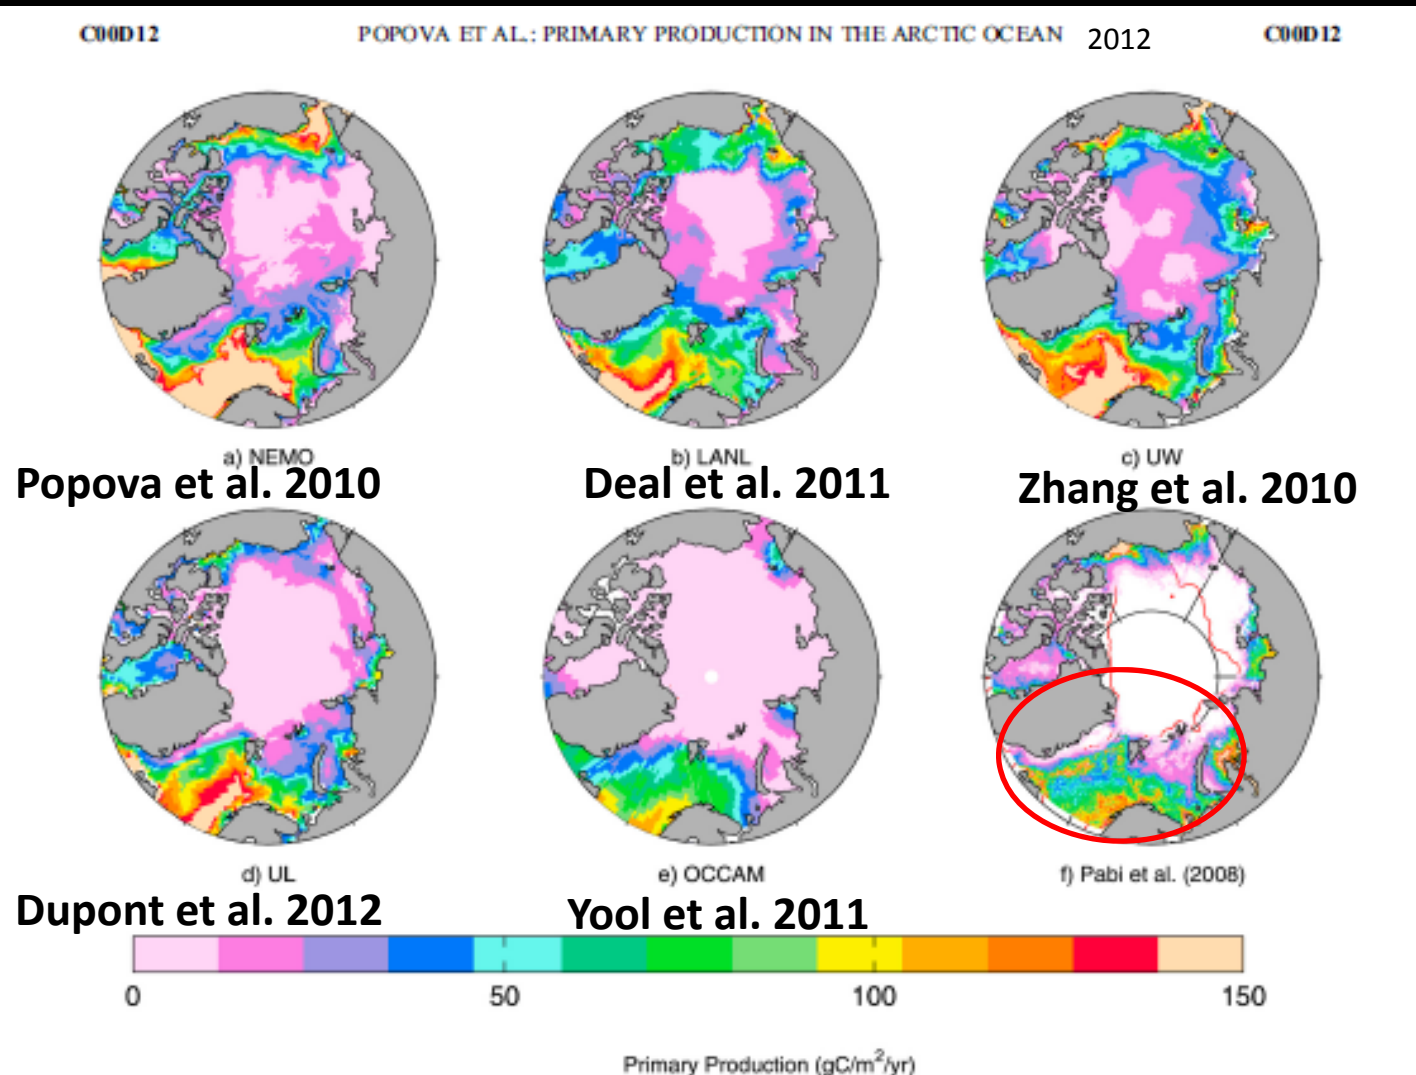 C00D12 POPOVA ET AL.: PRIMARY PRODUCTION IN THE ARCTIC OCEAN 2012 C00D12
a) NEMO b) LANL c) UW
Popova et al. 2010 Deal et al. 2011 Zhang et al. 2010
d) UL e) OCCAM f) Pabi et al. (2008)
Dupont et al. 2012 Yool et al. 2011
0 50 100 150
Primary Production (gC/m²/yr)